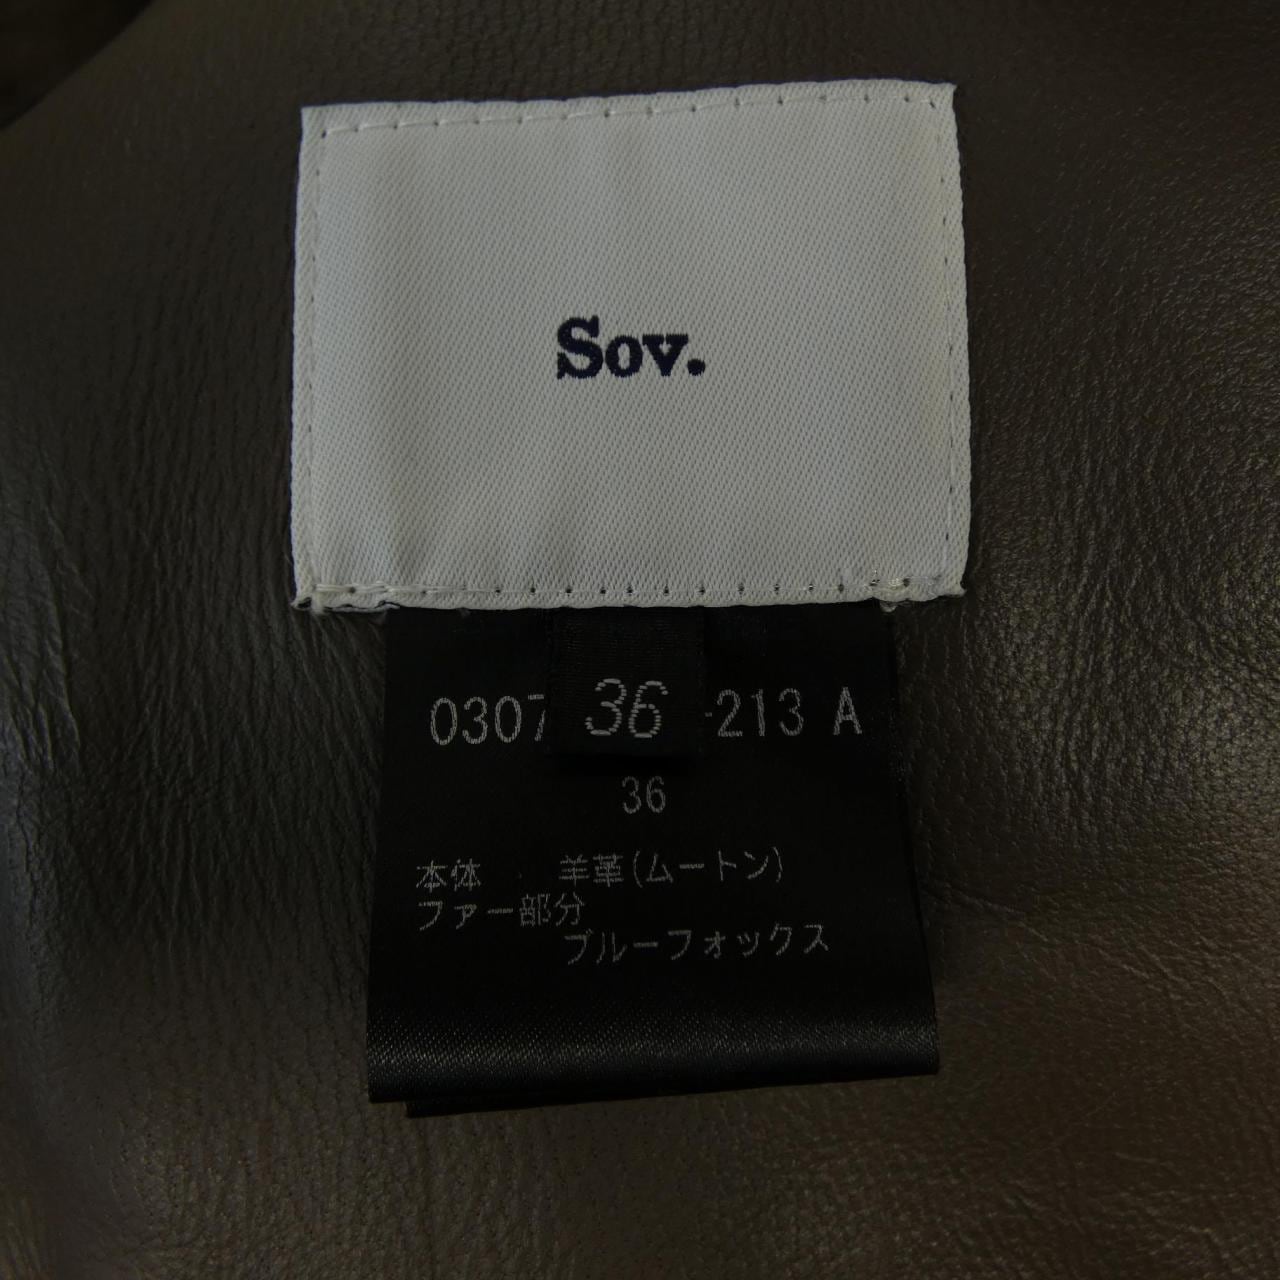 Sov.
0307 36 -213 A
36
本体 羊革(ムートン)
ファー部分
ブルーフォックス